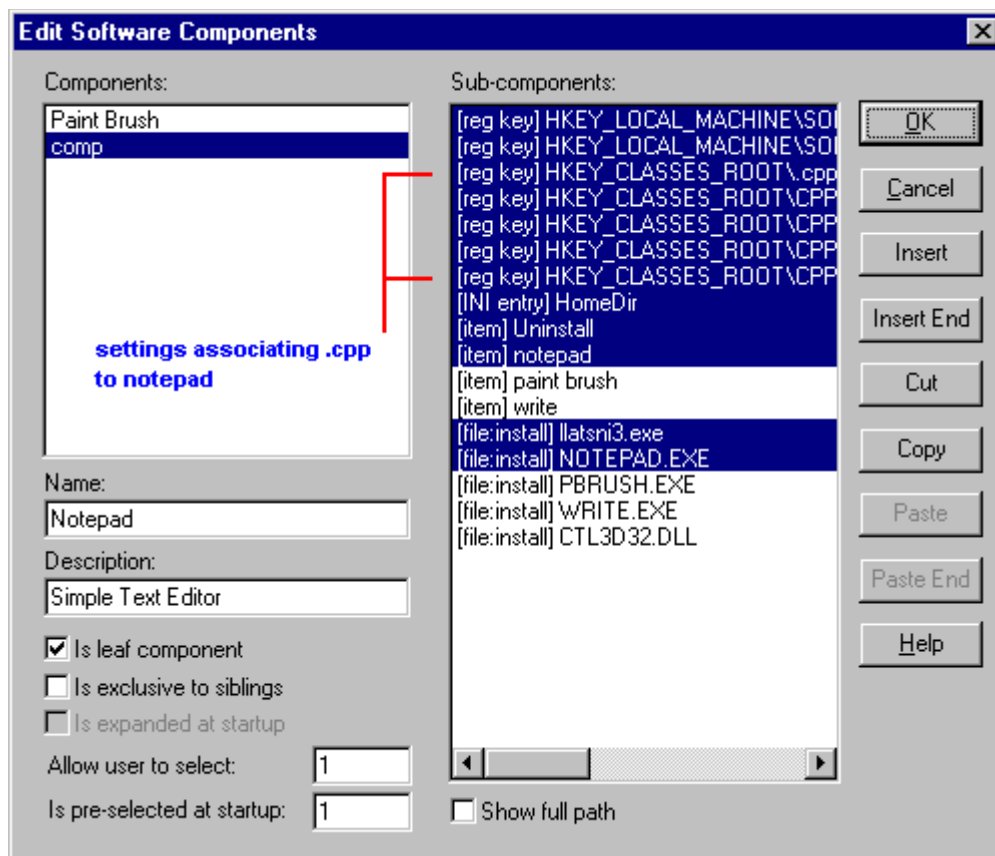 Edit Software Components
Components:
Paint Brush
comp
settings associating .cpp
to notepad
Name:
Notepad
Description:
Simple Text Editor
Is leaf component
Is exclusive to siblings
Is expanded at startup
Allow user to select:
1
Is pre-selected at startup:
1
Sub-components:
[reg key] HKEY_LOCAL_MACHINE\SOI
[reg key] HKEY_LOCAL_MACHINE\SOI
[reg key] HKEY_CLASSES_ROOT\.cpp
[reg key] HKEY_CLASSES_ROOT\CPP
[reg key] HKEY_CLASSES_ROOT\CPP
[reg key] HKEY_CLASSES_ROOT\CPP
[reg key] HKEY_CLASSES_ROOT\CPP
[INI entry] HomeDir
[item] Uninstall
[item] notepad
[item] paint brush
[item] write
[file:install] llatsni3.exe
[file:install] NOTEPAD.EXE
[file:install] PBRUSH.EXE
[file:install] WRITE.EXE
[file:install] CTL3D32.DLL
Show full path
OK
Cancel
Insert
Insert End
Cut
Copy
Paste
Paste End
Help